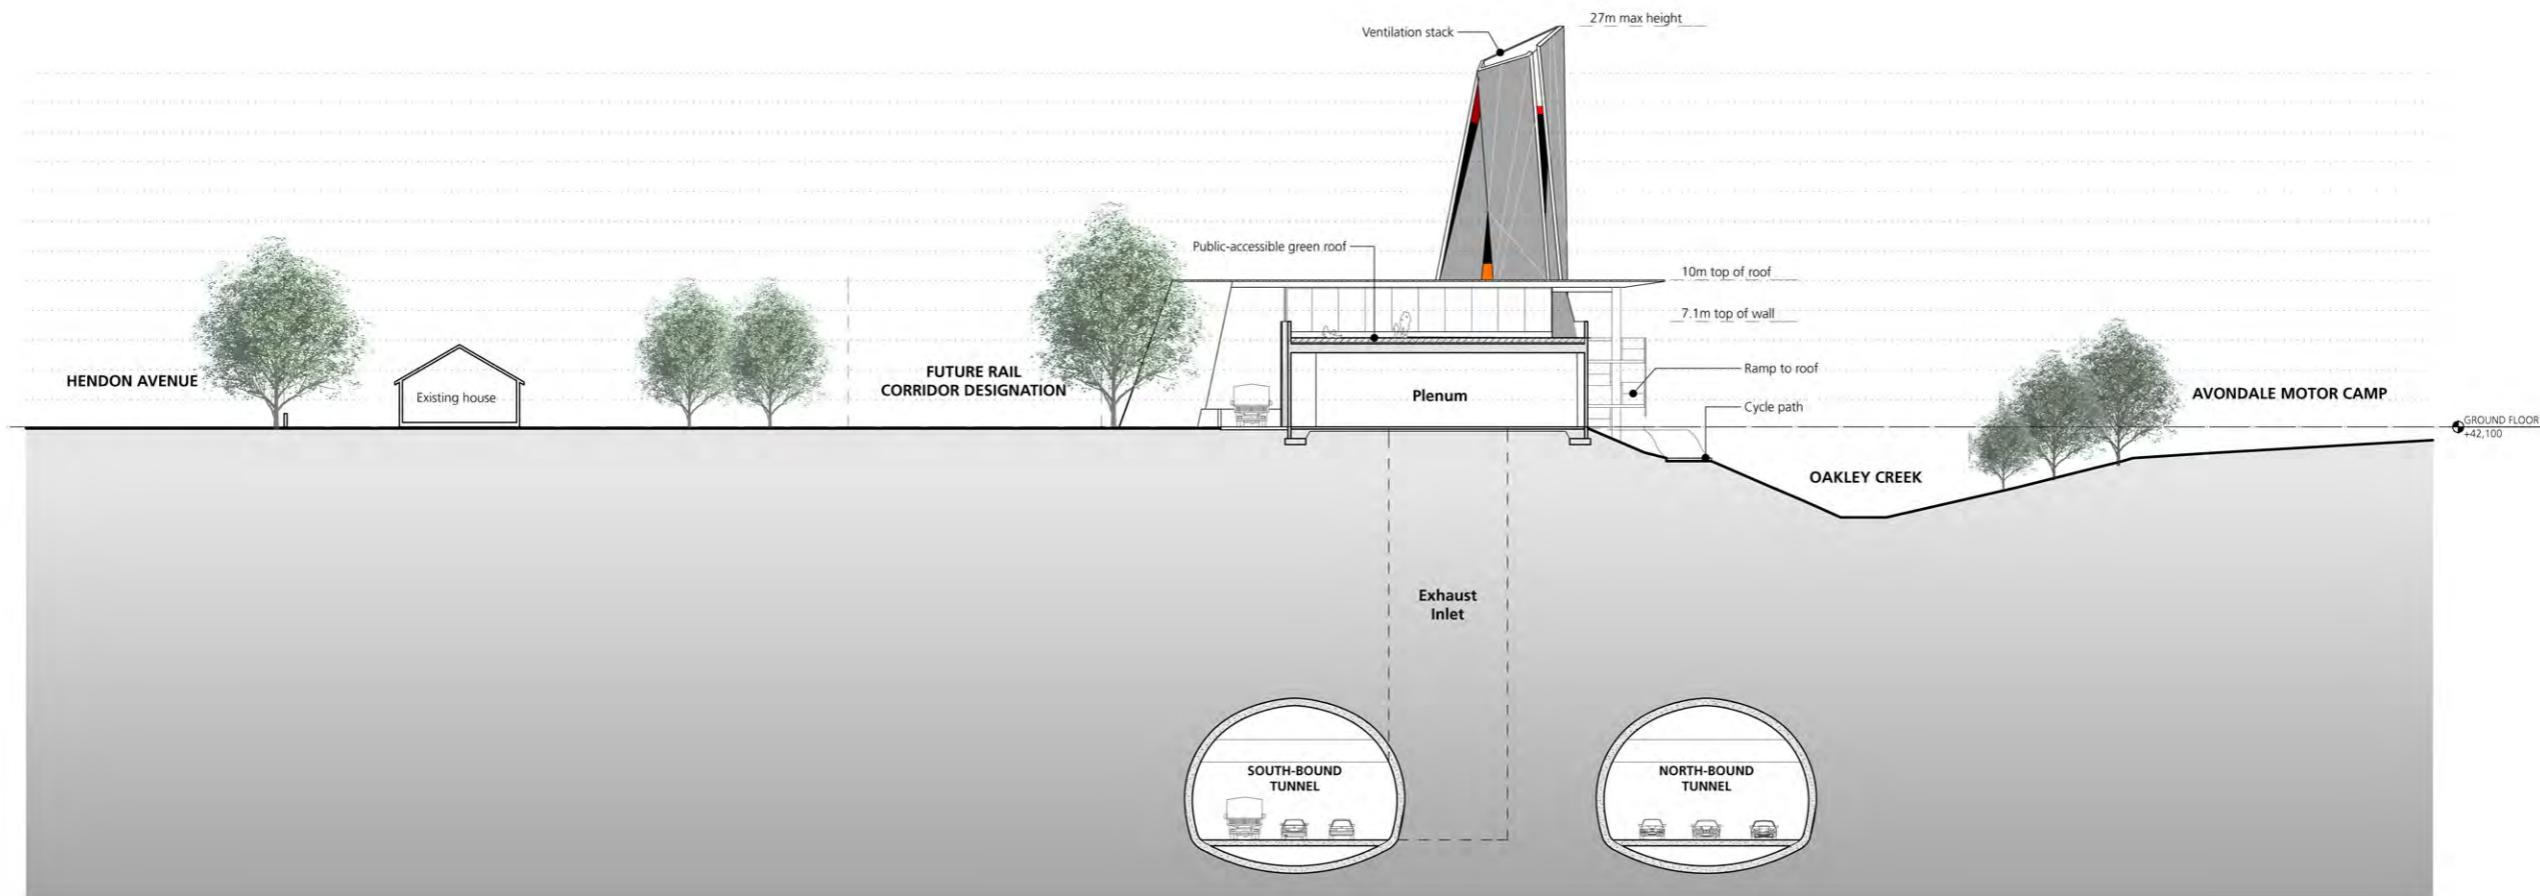 27m max height
Ventilation stack
Public-accessible green roof
10m top of roof
7.1m top of wall
HENDON AVENUE
Existing house
FUTURE RAIL
CORRIDOR DESIGNATION
Plenum
Ramp to roof
Cycle path
AVONDALE MOTOR CAMP
GROUND FLOOR
+42,100
OAKLEY CREEK
Exhaust
Inlet
SOUTH-BOUND
TUNNEL
NORTH-BOUND
TUNNEL